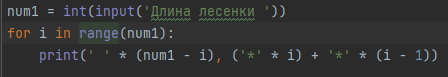 num1 = int(input('Длина лесенки '))
for i in range(num1):
    print(' ' * (num1 - i), ('*' * i) + '*' * (i - 1))